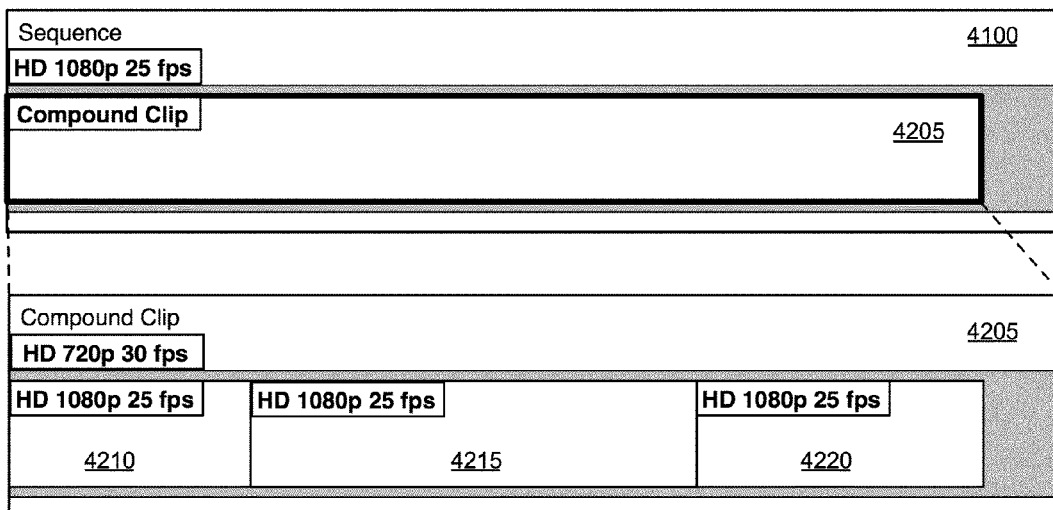 Sequence 4100
HD 1080p 25 fps
Compound Clip
4205
Compound Clip
4205
HD 720p 30 fps
HD 1080p 25 fps HD 1080p 25 fps HD 1080p 25 fps
4210 4215 4220